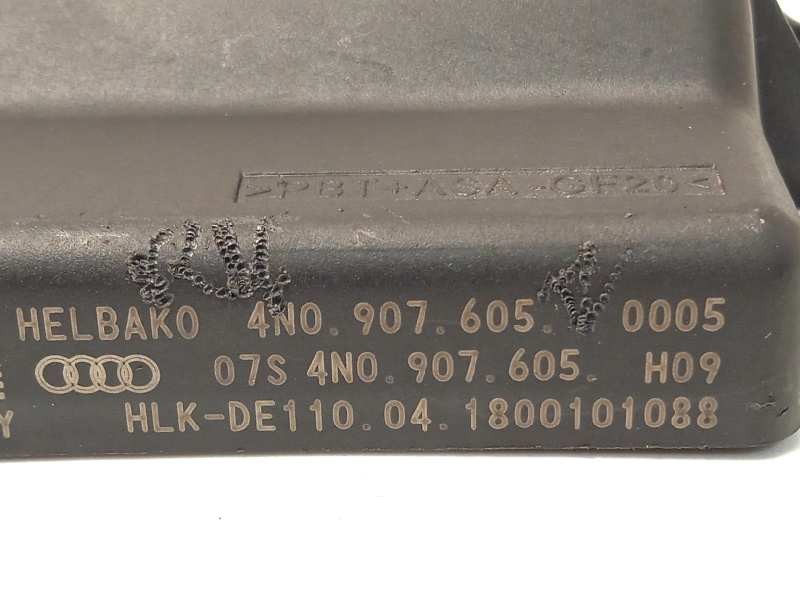 >PBT+ASA-GF20<
HELBAKO 4N0.907.605. 0005
07S 4N0.907.605. H09
Y HLK-DE110.04.1800101088